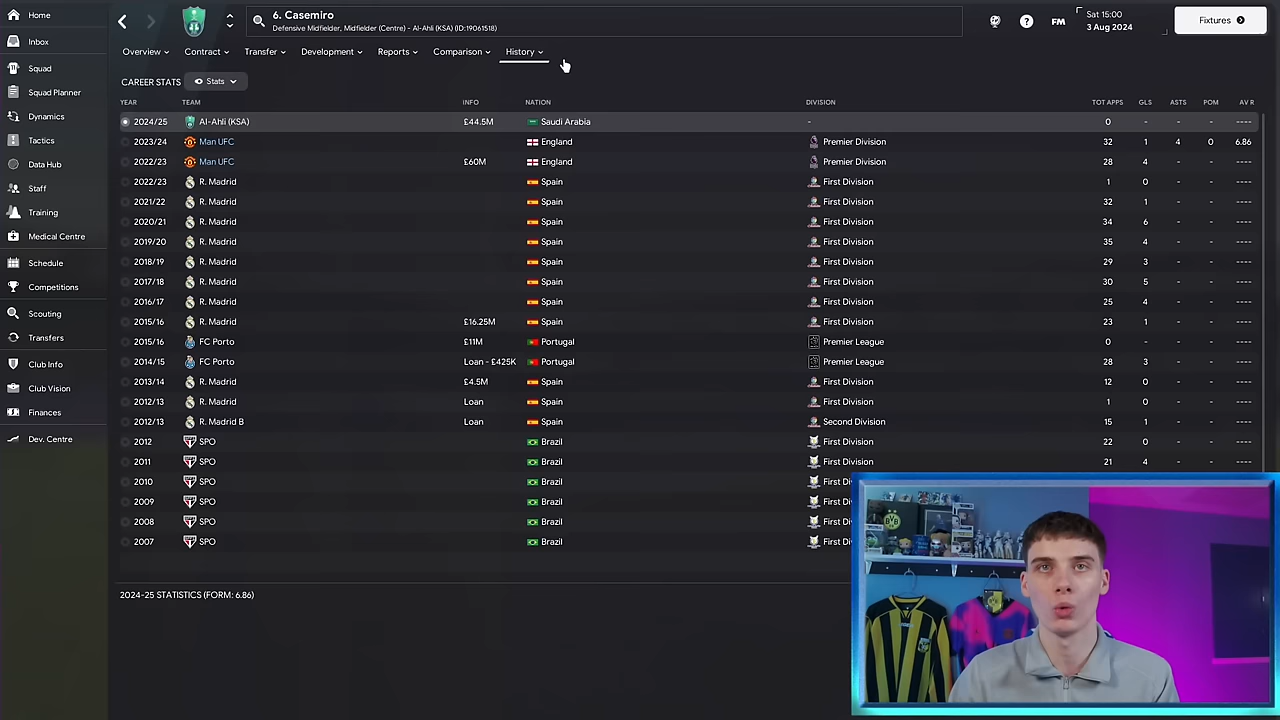 Home
Inbox
Squad
Squad Planner
Dynamics
Tactics
Data Hub
Staff
Training
Medical Centre
Schedule
Competitions
Scouting
Transfers
Club Info
Club Vision
Finances
Dev. Centre
6. Casemiro
Defensive Midfielder, Midfielder (Centre) - Al-Ahli (KSA) (ID:19061518)
? FM Sat 15:00
3 Aug 2024
Fixtures
Overview Contract Transfer Development Reports Comparison History
CAREER STATS Stats
YEAR TEAM INFO NATION DIVISION TOT APPS GLS ASTS POM AV R
2024/25 Al-Ahli (KSA) £44.5M Saudi Arabia - 0 - - - ----
2023/24 Man UFC England Premier Division 32 1 4 0 6.86
2022/23 Man UFC £60M England Premier Division 28 4 - - ----
2022/23 R. Madrid Spain First Division 1 0 - - ----
2021/22 R. Madrid Spain First Division 32 1 - - ----
2020/21 R. Madrid Spain First Division 34 6 - - ----
2019/20 R. Madrid Spain First Division 35 4 - - ----
2018/19 R. Madrid Spain First Division 29 3 - - ----
2017/18 R. Madrid Spain First Division 30 5 - - ----
2016/17 R. Madrid Spain First Division 25 4 - - ----
2015/16 R. Madrid £16.25M Spain First Division 23 1 - - ----
2015/16 FC Porto £11M Portugal Premier League 0 - - - ----
2014/15 FC Porto Loan - £425K Portugal Premier League 28 3 - - ----
2013/14 R. Madrid £4.5M Spain First Division 12 0 - - ----
2012/13 R. Madrid Loan Spain First Division 1 0 - - ----
2012/13 R. Madrid B Loan Spain Second Division 15 1 - - ----
2012 SPO Brazil First Division 22 0 - - ----
2011 SPO Brazil First Division 21 4 - - ----
2010 SPO Brazil First Di
2009 SPO Brazil First Di
2008 SPO Brazil First Di
2007 SPO Brazil First Di
2024-25 STATISTICS (FORM: 6.86)
BVB